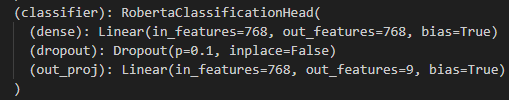 (classifier): RobertaClassificationHead(
(dense): Linear(in_features=768, out_features=768, bias=True)
(dropout): Dropout(p=0.1, inplace=False)
(out_proj): Linear(in_features=768, out_features=9, bias=True)
)